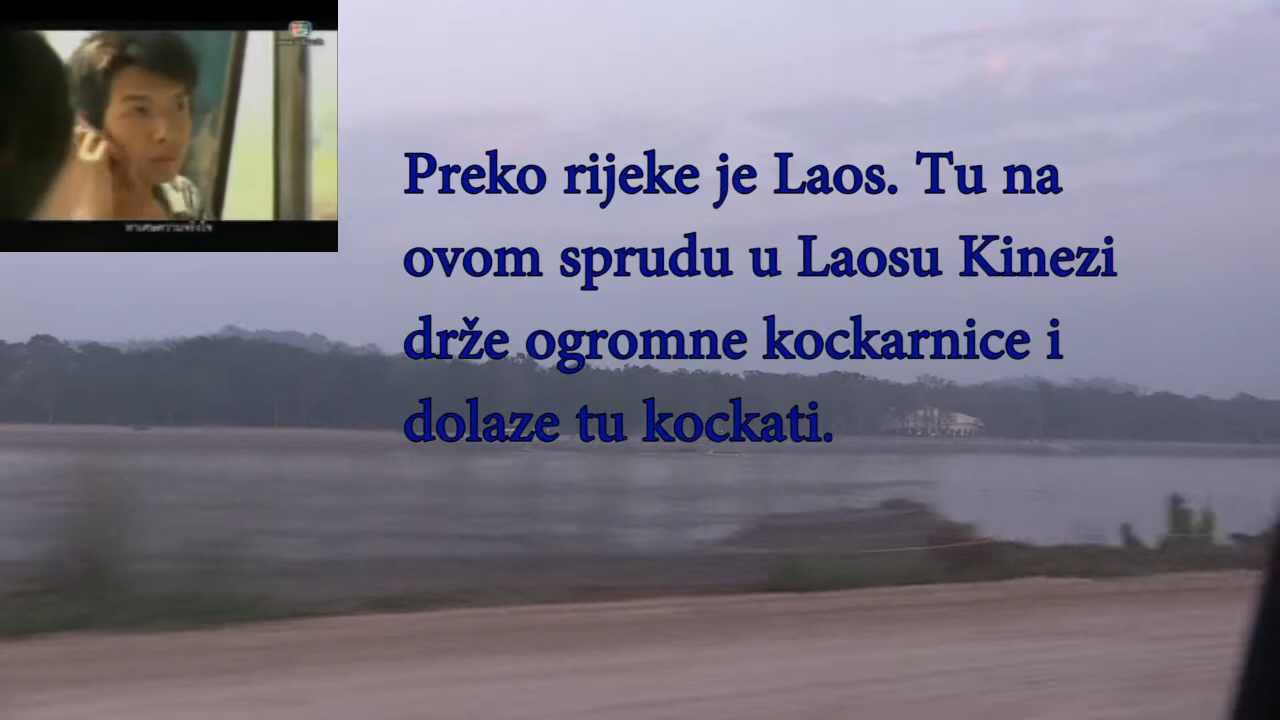 Preko rijeke je Laos. Tu na
ovom sprudu u Laosu Kinezi
drže ogromne kockarnice i
dolaze tu kockati.